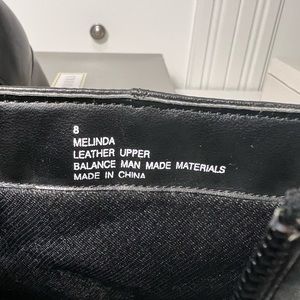 8
MELINDA
LEATHER UPPER
BALANCE MAN MADE MATERIALS
MADE IN CHINA